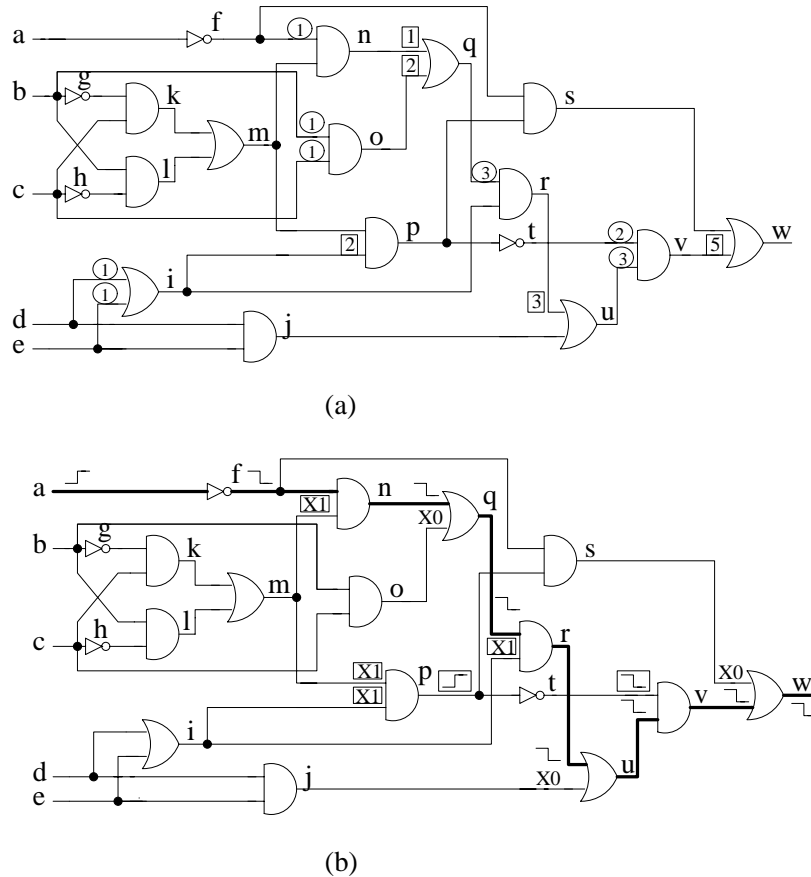 a f 1 n 1 q
2
b g k m 1 o s
1
c h l 3 r
2 p t 2 v 5 w
3
1 i
1
3 u
d j
e
(a)
a f n q
X1 X0
b g k m o s
c h l X1 r
X1 p t v X0 w
X1
i
d j X0 u
e
(b)